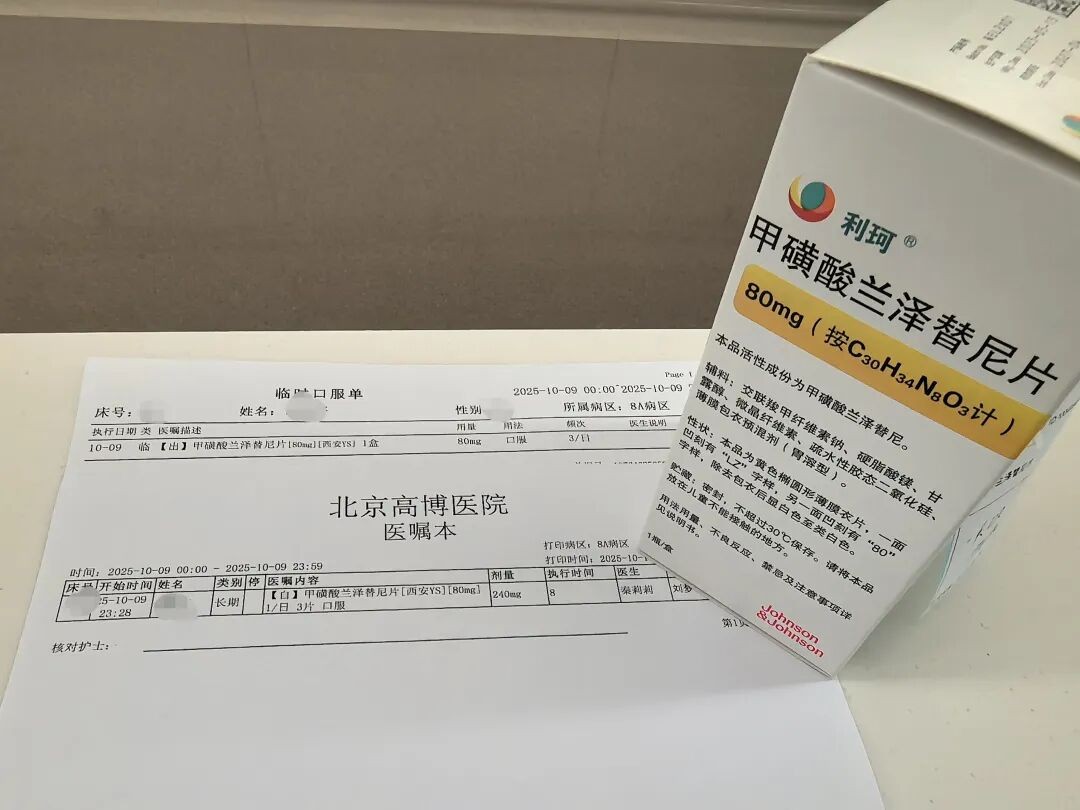 临时口服单
Page 1
2025-10-09 00:00~2025-10-09
床号: 姓名: 性别 所属病区: 8A病区
执行日期 类 医嘱描述 用量 用法 频次 医生说明
10-09 临 【出】甲磺酸兰泽替尼片[80mg][西安YS] 1盒 80mg 口服 3/日
北京高博医院
医嘱本
打印病区: 8A病区
时间: 2025-10-09 00:00 - 2025-10-09 23:59 打印时间: 2025-10-
床号 开始时间 姓名 类别 停 医嘱内容 剂量 执行时间 医生
25-10-09 23:28 长期 【自】甲磺酸兰泽替尼片[西安YS][80mg] 240mg 8 秦莉莉
1/日 3片 口服
核对护士:
第1页
利珂®
甲磺酸兰泽替尼片
80mg(按C₃₀H₃₄N₈O₃计)
本品活性成份为甲磺酸兰泽替尼。
辅料:交联羧甲纤维素钠、硬脂酸镁、甘
露醇、微晶纤维素、疏水性胶态二氧化硅、
薄膜包衣预混剂(胃溶型)。
性状:本品为黄色椭圆形薄膜衣片,一面
凹刻有“LZ”字样,另一面凹刻有“80”
字样,除去包衣后显白色至类白色。
贮藏:密封,不超过30℃保存。请将本品
放在儿童不能接触的地方。
用法用量、不良反应、禁忌及注意事项详
见说明书。
1瓶/盒
Johnson
&Johnson